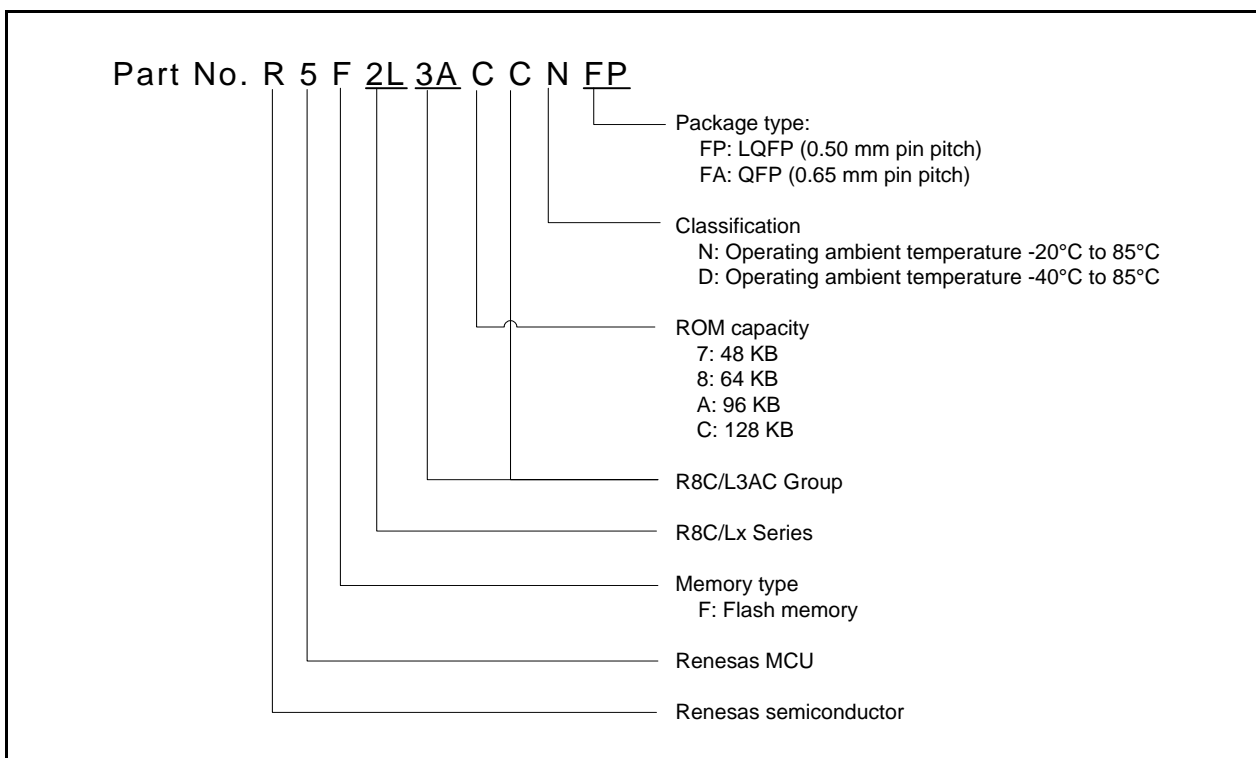 Part No. R 5 F 2L 3A C C N FP
Package type:
FP: LQFP (0.50 mm pin pitch)
FA: QFP (0.65 mm pin pitch)
Classification
N: Operating ambient temperature -20°C to 85°C
D: Operating ambient temperature -40°C to 85°C
ROM capacity
7: 48 KB
8: 64 KB
A: 96 KB
C: 128 KB
R8C/L3AC Group
R8C/Lx Series
Memory type
F: Flash memory
Renesas MCU
Renesas semiconductor